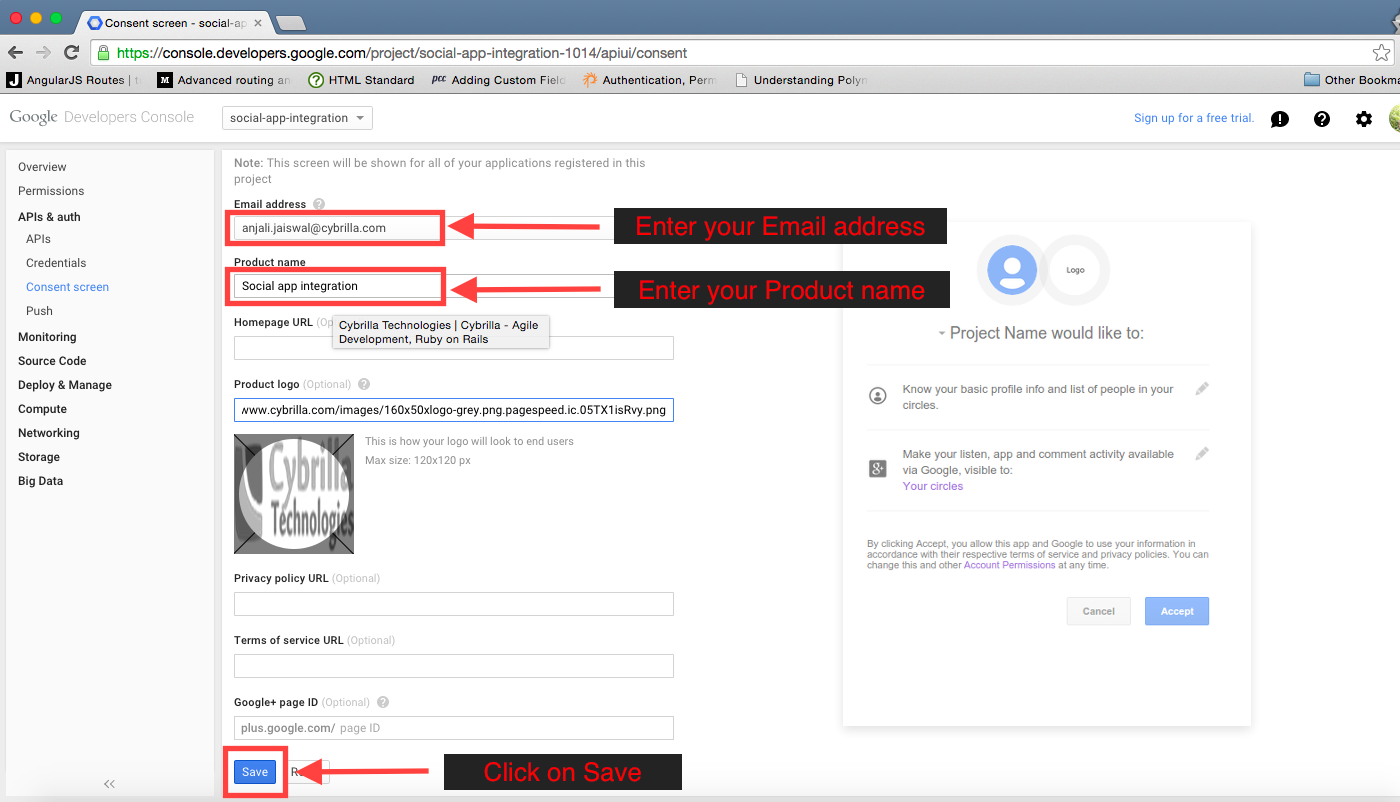 Consent screen - social-ap
https://console.developers.google.com/project/social-app-integration-1014/apiui/consent
AngularJS Routes | Advanced routing an HTML Standard pcc Adding Custom Field Authentication, Perm Understanding Polym Other Bookma
Google Developers Console social-app-integration Sign up for a free trial.
Overview
Permissions
APIs & auth
APIs
Credentials
Consent screen
Push
Monitoring
Source Code
Deploy & Manage
Compute
Networking
Storage
Big Data
Note: This screen will be shown for all of your applications registered in this
project
Email address
anjali.jaiswal@cybrilla.com
Enter your Email address
Product name
Social app integration
Enter your Product name
Homepage URL (Op
Cybrilla Technologies | Cybrilla - Agile
Development, Ruby on Rails
Product logo (Optional)
www.cybrilla.com/images/160x50xlogo-grey.png.pagespeed.ic.05TX1isRvy.png
Cybrilla
Technologies
This is how your logo will look to end users
Max size: 120x120 px
Privacy policy URL (Optional)
Terms of service URL (Optional)
Google+ page ID (Optional)
plus.google.com/ page ID
Save
Click on Save
Logo
Project Name would like to:
Know your basic profile info and list of people in your
circles.
Make your listen, app and comment activity available
via Google, visible to:
Your circles
By clicking Accept, you allow this app and Google to use your information in
accordance with their respective terms of service and privacy policies. You can
change this and other Account Permissions at any time.
Cancel Accept